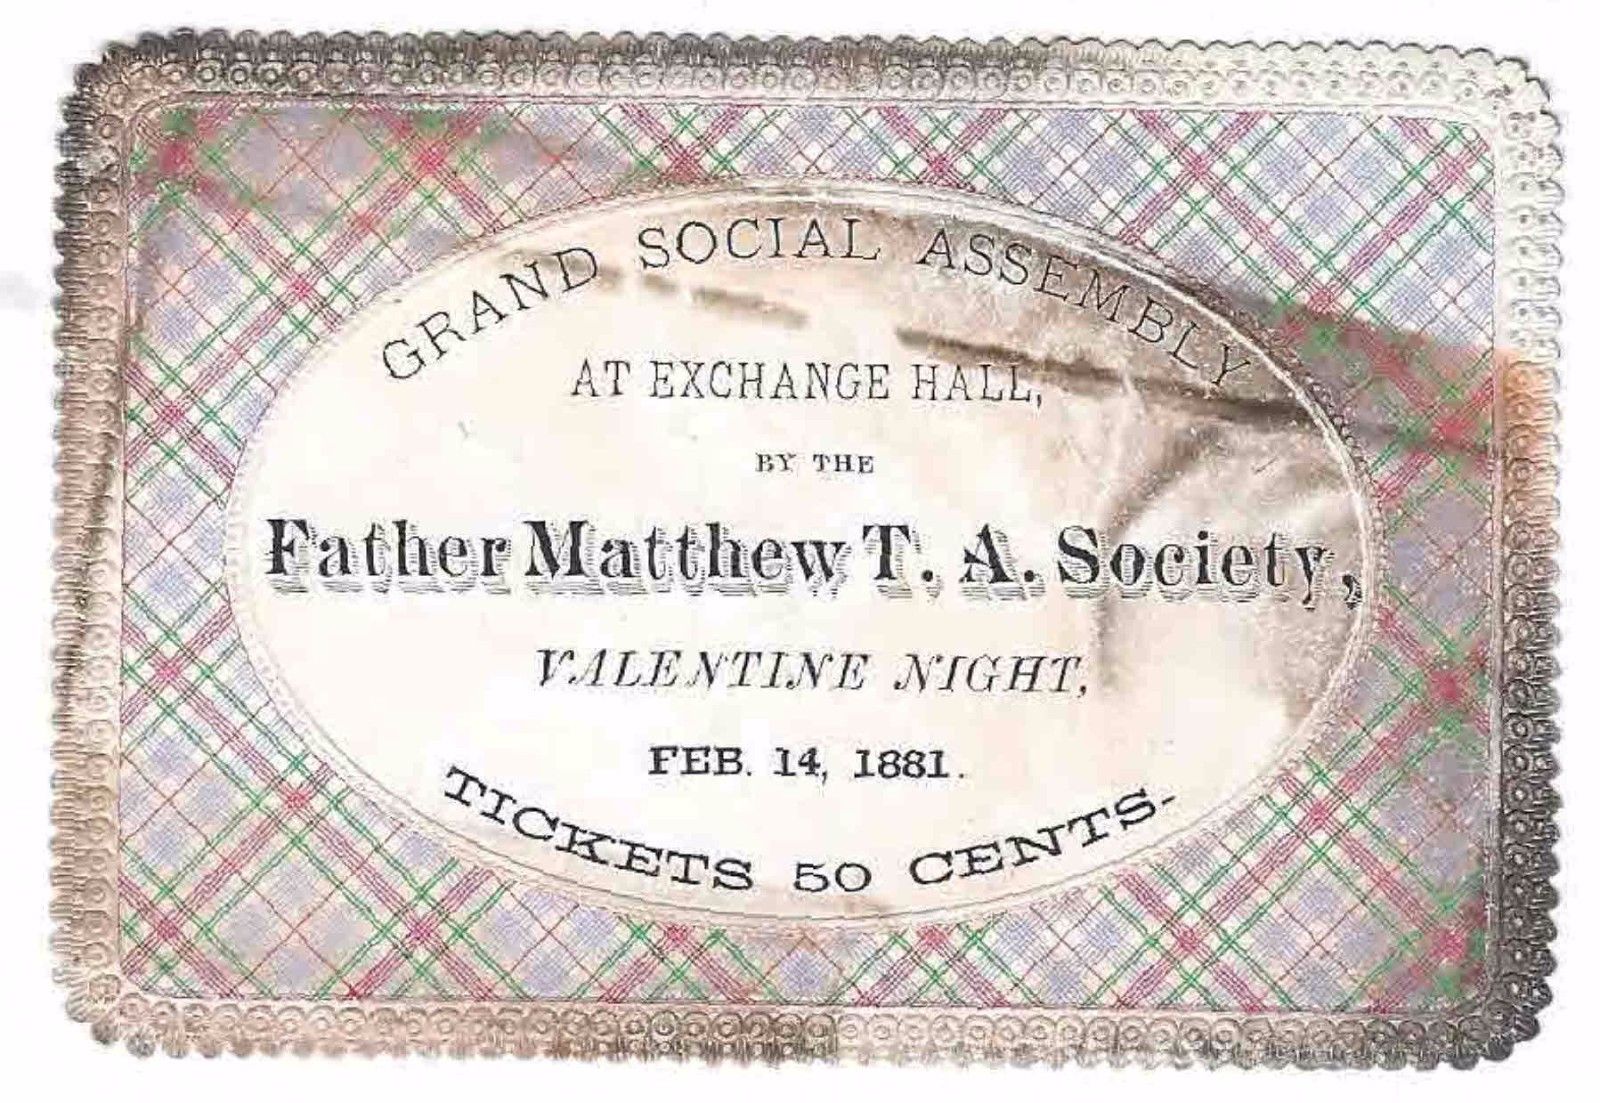 GRAND SOCIAL ASSEMBLY
AT EXCHANGE HALL,
BY THE
Father Matthew T. A. Society,
VALENTINE NIGHT,
FEB. 14, 1881.
TICKETS 50 CENTS-